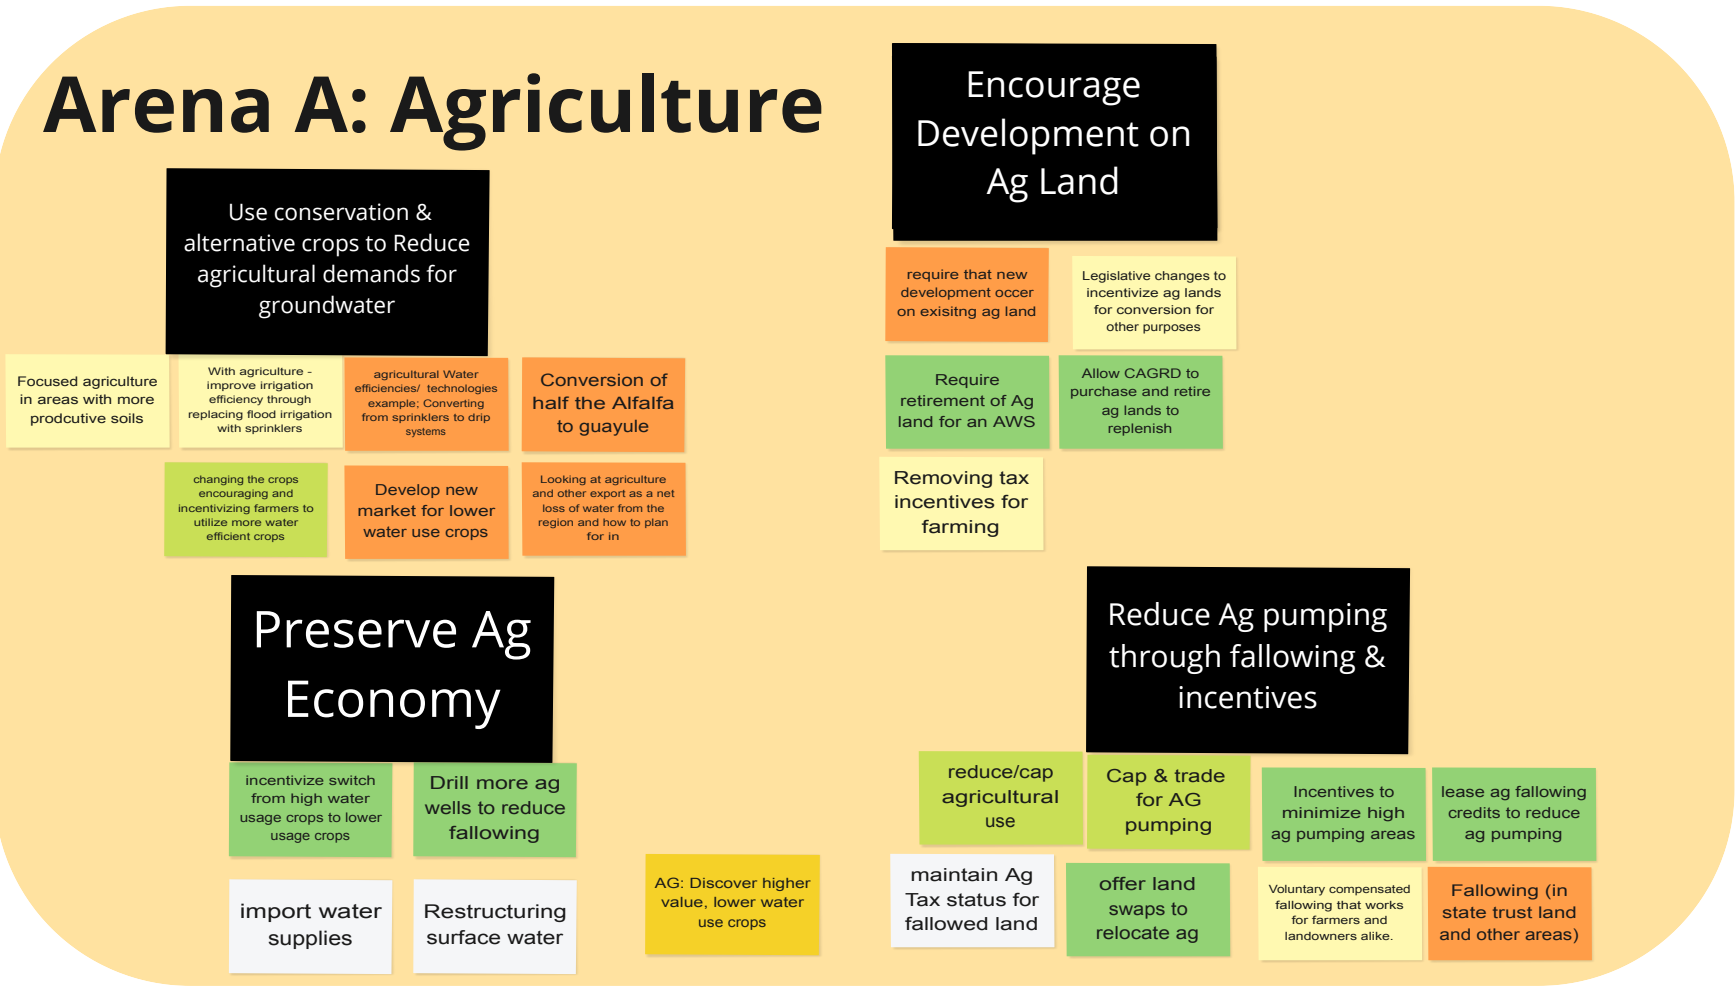 Arena A: Agriculture
Use conservation &
alternative crops to Reduce
agricultural demands for
groundwater
Focused agriculture
in areas with more
prodcutive soils
With agriculture -
improve irrigation
efficiency through
replacing flood irrigation
with sprinklers
agricultural Water
efficiencies/ technologies
example; Converting
from sprinklers to drip
systems
Conversion of
half the Alfalfa
to guayule
changing the crops
encouraging and
incentivizing farmers to
utilize more water
efficient crops
Develop new
market for lower
water use crops
Looking at agriculture
and other export as a net
loss of water from the
region and how to plan
for in
Encourage
Development on
Ag Land
require that new
development occer
on exisitng ag land
Legislative changes to
incentivize ag lands
for conversion for
other purposes
Require
retirement of Ag
land for an AWS
Allow CAGRD to
purchase and retire
ag lands to
replenish
Removing tax
incentives for
farming
Preserve Ag
Economy
incentivize switch
from high water
usage crops to lower
usage crops
Drill more ag
wells to reduce
fallowing
import water
supplies
Restructuring
surface water
AG: Discover higher
value, lower water
use crops
Reduce Ag pumping
through fallowing &
incentives
reduce/cap
agricultural
use
Cap & trade
for AG
pumping
Incentives to
minimize high
ag pumping areas
lease ag fallowing
credits to reduce
ag pumping
maintain Ag
Tax status for
fallowed land
offer land
swaps to
relocate ag
Voluntary compensated
fallowing that works
for farmers and
landowners alike.
Fallowing (in
state trust land
and other areas)